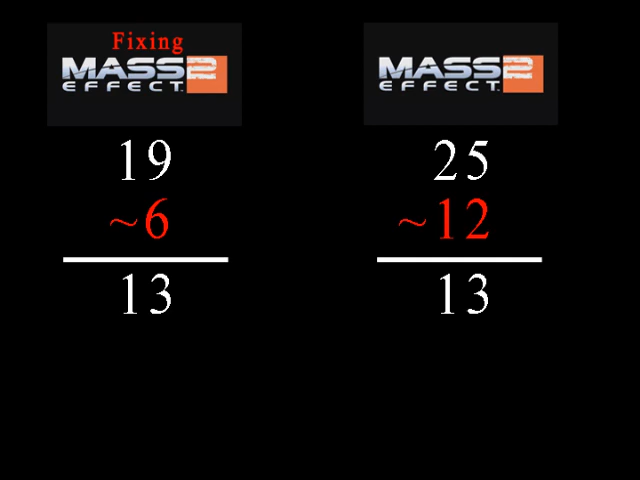 Fixing
MASS 2
EFFECT
19
~6
13
MASS 2
EFFECT
25
~12
13